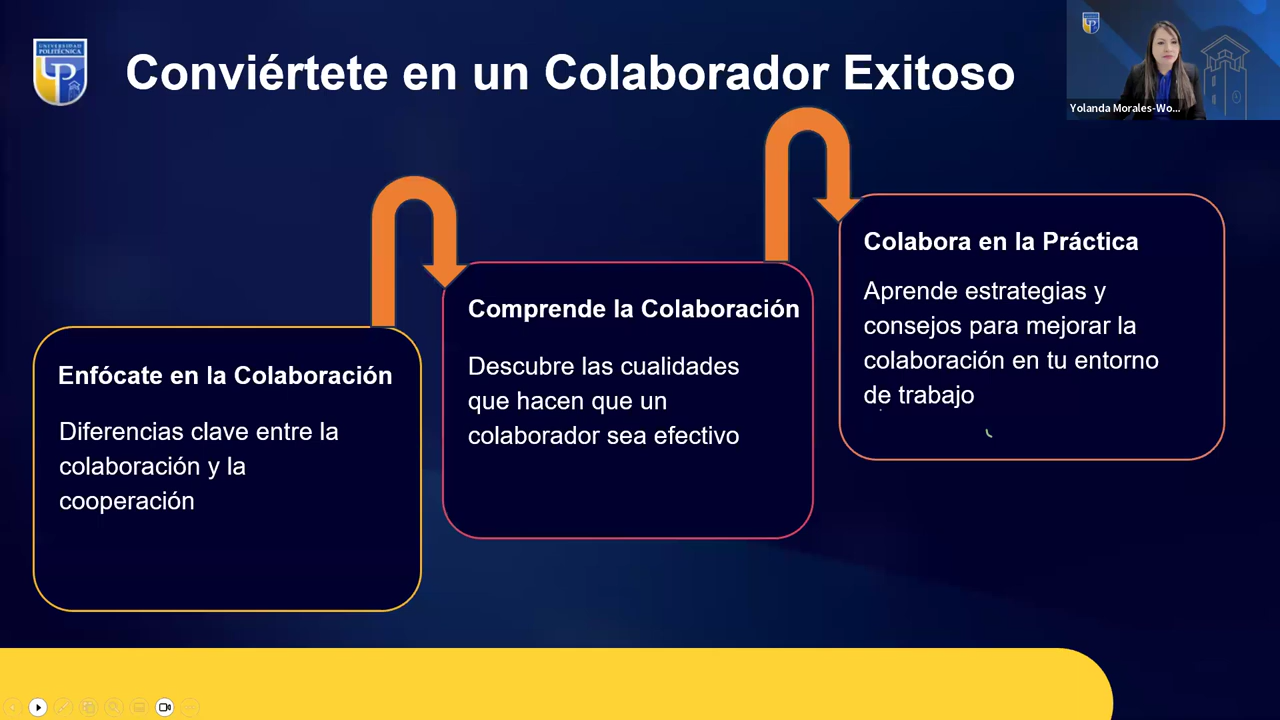 UNIVERSIDAD
POLITÉCNICA
Conviértete en un Colaborador Exitoso
Yolanda Morales-Wo...
Enfócate en la Colaboración
Diferencias clave entre la
colaboración y la
cooperación
Comprende la Colaboración
Descubre las cualidades
que hacen que un
colaborador sea efectivo
Colabora en la Práctica
Aprende estrategias y
consejos para mejorar la
colaboración en tu entorno
de trabajo